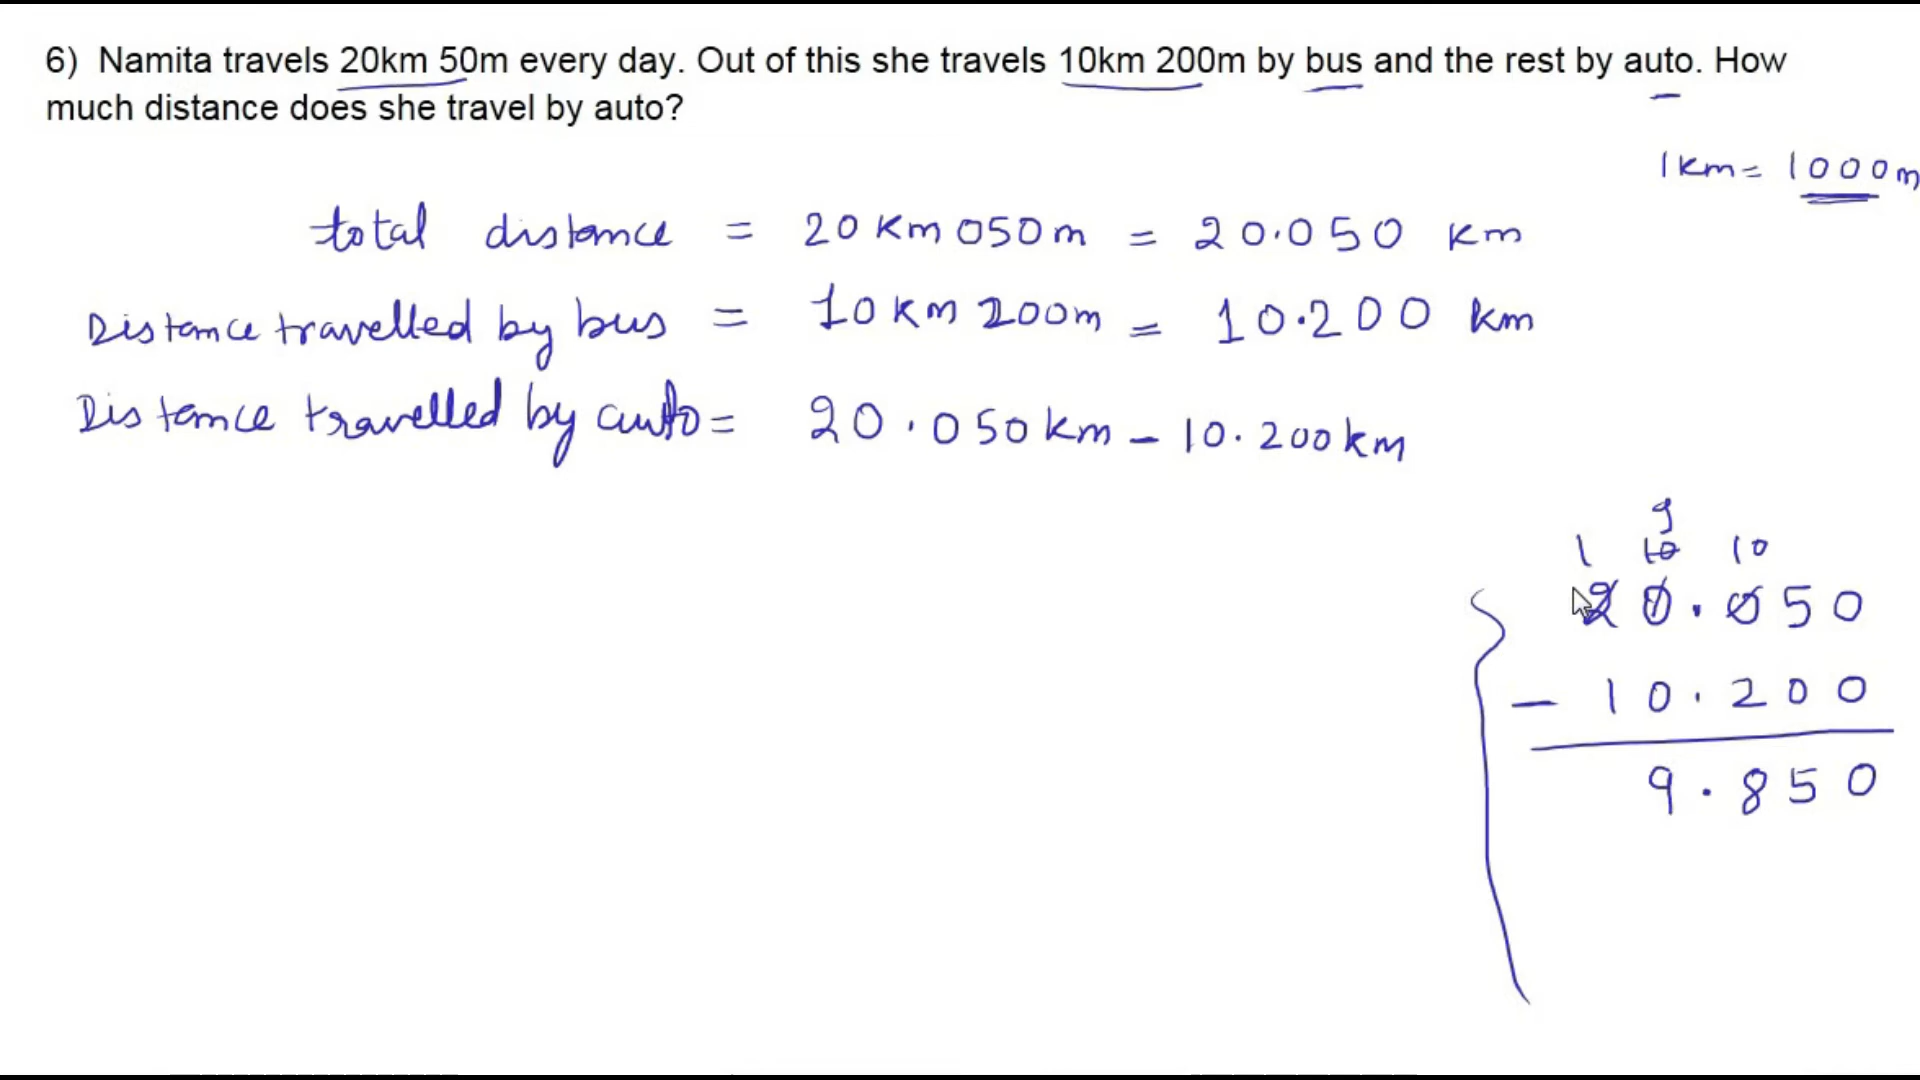 6) Namita travels 20km 50m every day. Out of this she travels 10km 200m by bus and the rest by auto. How
much distance does she travel by auto?
1km= 1000m
total distance = 20 km 050m = 20.050 km
Distance travelled by bus = 10 km 200m = 10.200 km
Distance travelled by auto = 20.050 km - 10.200km
9
1 10 10
20.050
- 10.200
9.850